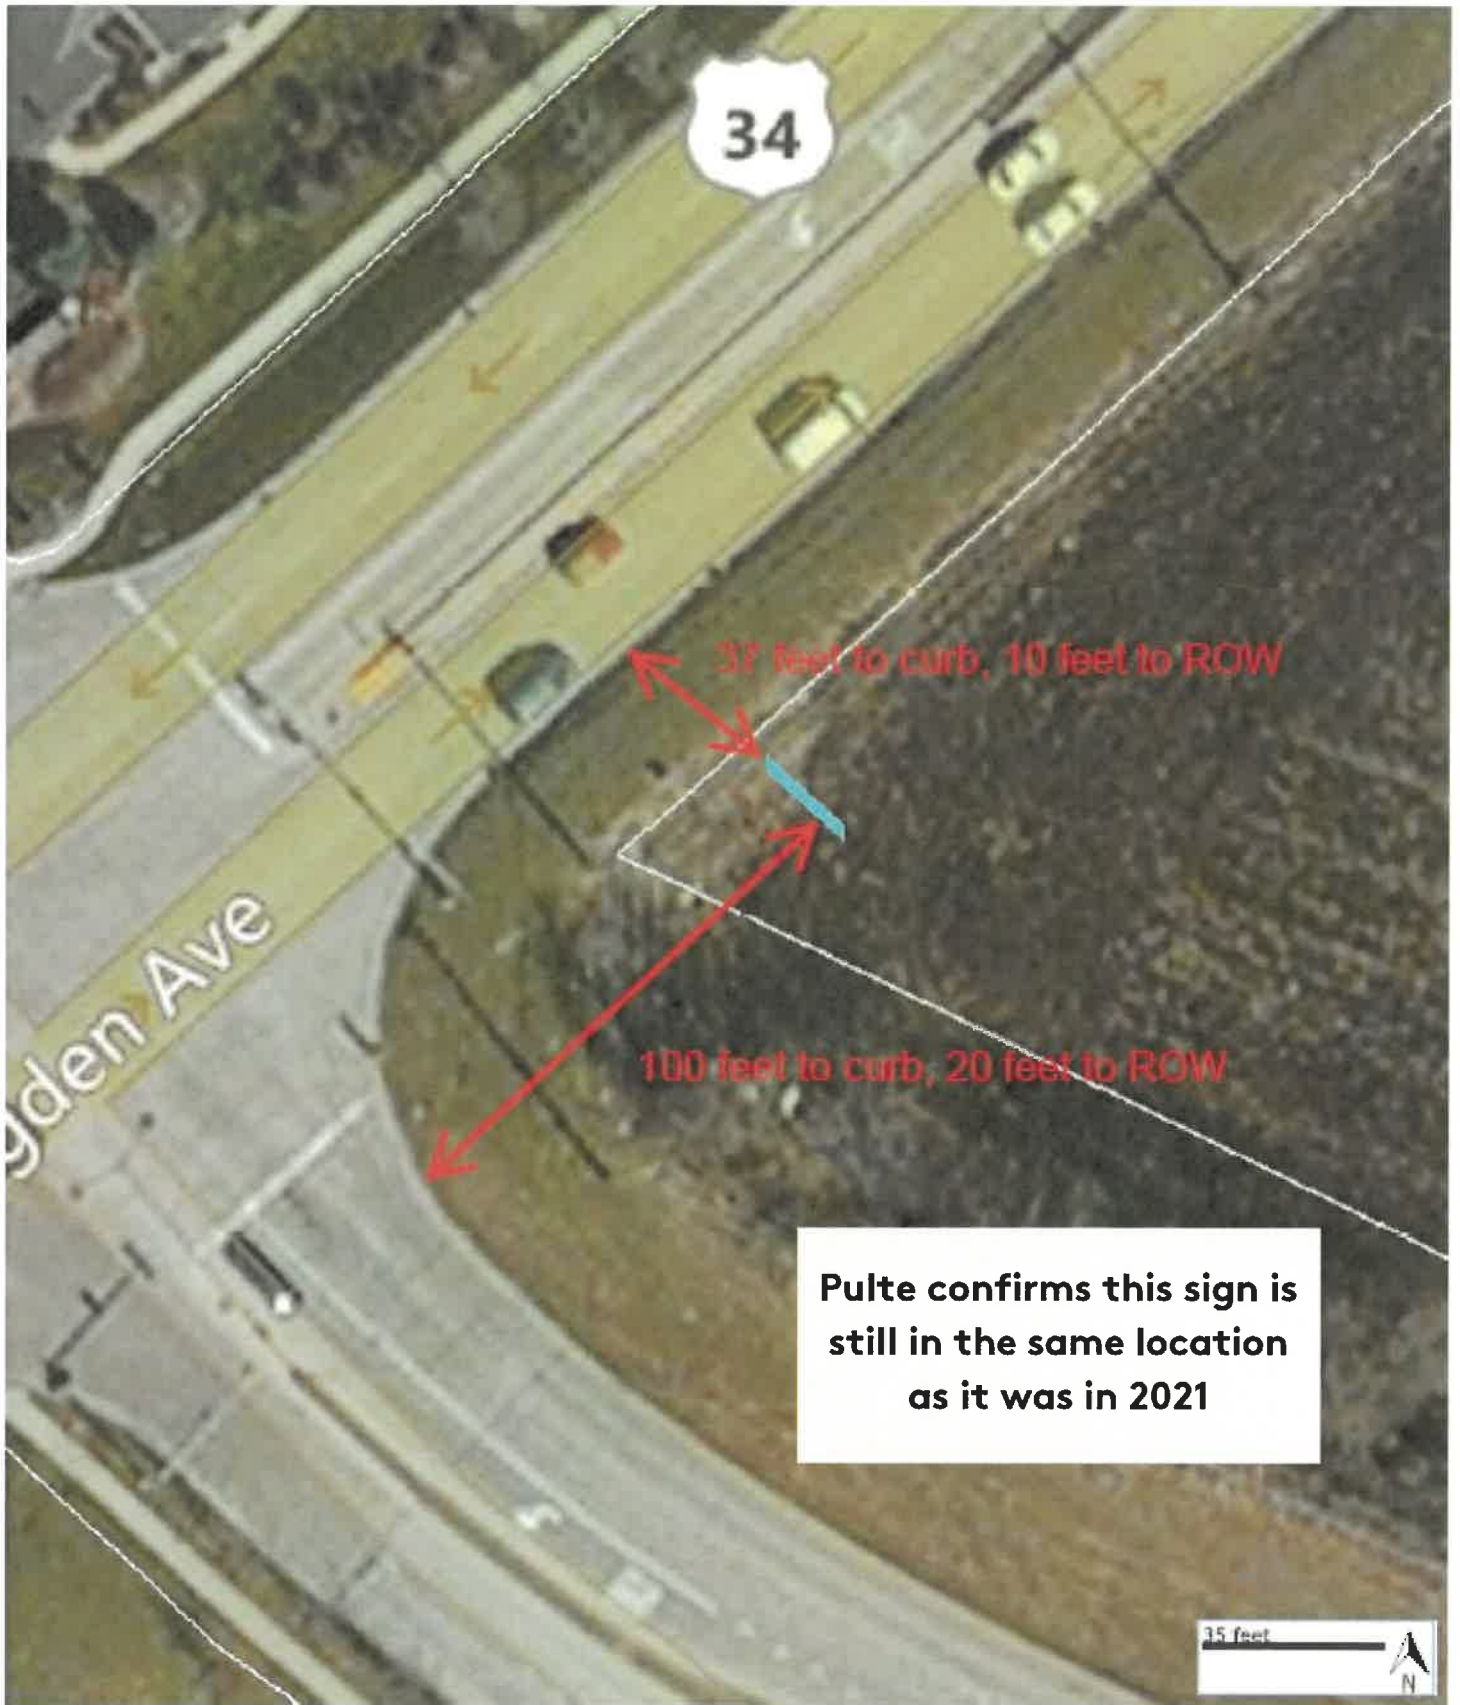 34
37 feet to curb, 10 feet to ROW
gden Ave
100 feet to curb, 20 feet to ROW
Pulte confirms this sign is
still in the same location
as it was in 2021
35 feet
N